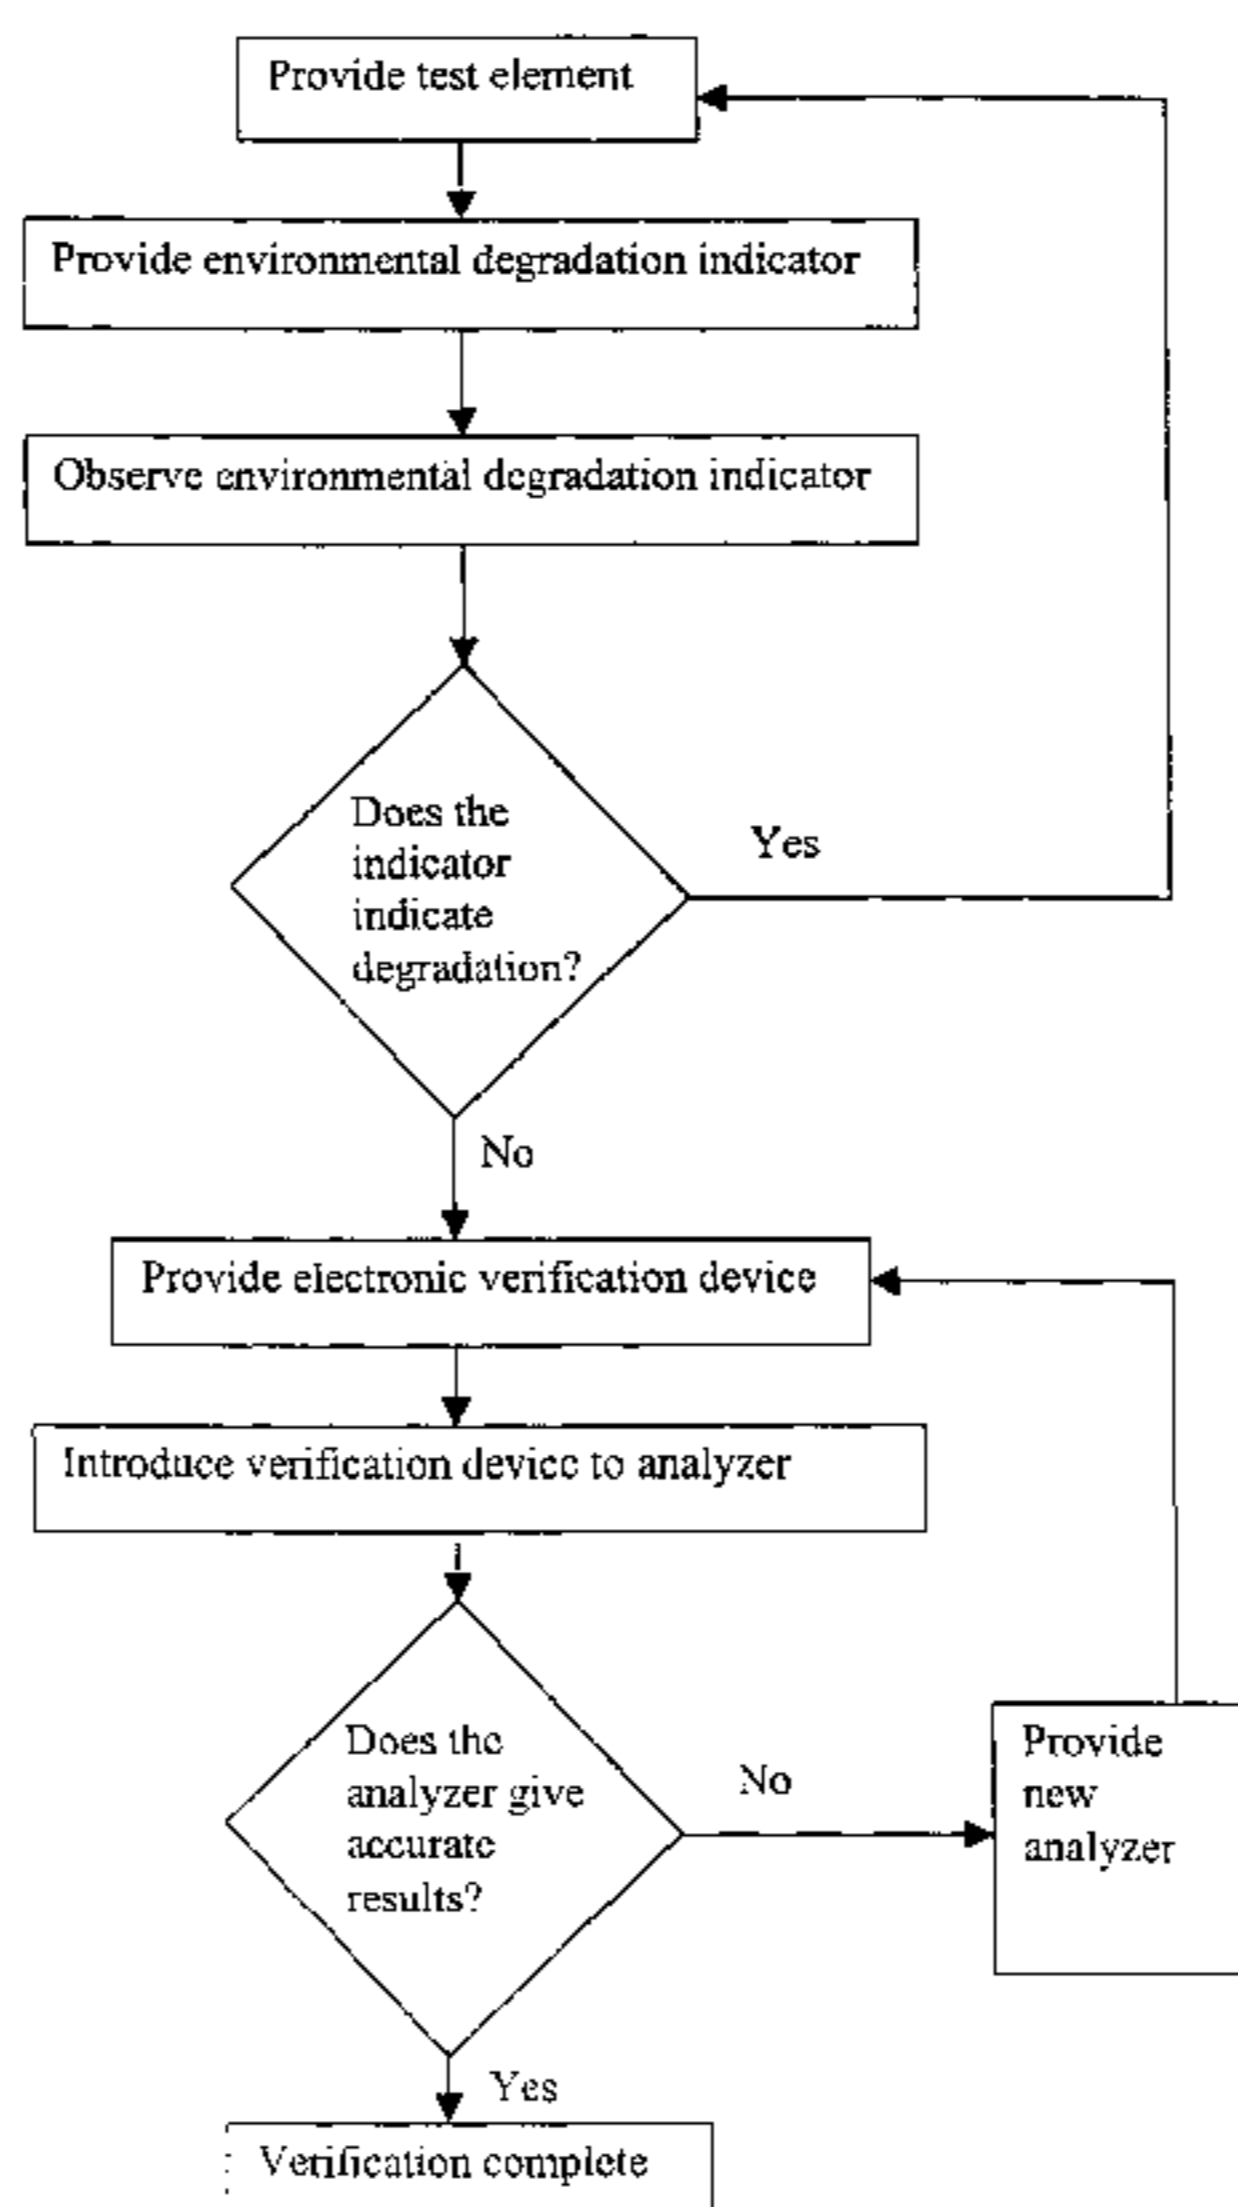 Provide test element
Provide environmental degradation indicator
Observe environmental degradation indicator
Does the
indicator
indicate
degradation?
Yes
No
Provide electronic verification device
Introduce verification device to analyzer
Does the
analyzer give
accurate
results?
No
Provide
new
analyzer
Yes
Verification complete